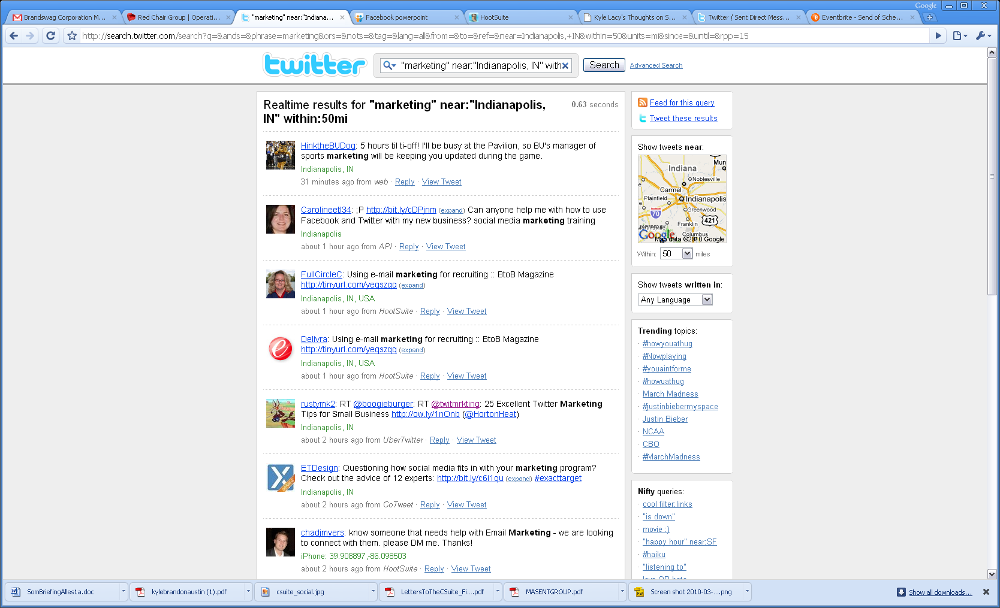 Google
Brandswag Corporation M...
Red Chair Group | Operati...
"marketing" near:"Indiana...
Facebook powerpoint
HootSuite
Kyle Lacy's Thoughts on S...
Twitter / Sent Direct Mess...
Eventbrite - Send of Sche...
http://search.twitter.com/search?q=&ands=&phrase=marketing&ors=&nots=&tag=&lang=all&from=&to=&ref=&near=Indianapolis,+IN&within=50&units=mi&since=&until=&rpp=15
twitter
"marketing" near:"Indianapolis, IN" with
Search
Advanced Search
Realtime results for "marketing" near:"Indianapolis,
IN" within:50mi
0.63 seconds
HinktheBUDog: 5 hours til ti-off! I'll be busy at the Pavilion, so BU's manager of
sports marketing will be keeping you updated during the game.
Indianapolis, IN
31 minutes ago from web · Reply · View Tweet
Carolineetl34: ;P http://bit.ly/cDPjnm (expand) Can anyone help me with how to use
Facebook and Twitter with my new business? social media marketing training
Indianapolis
about 1 hour ago from API · Reply · View Tweet
FullCircleC: Using e-mail marketing for recruiting :: BtoB Magazine
http://tinyurl.com/yeqszqq (expand)
Indianapolis, IN, USA
about 1 hour ago from HootSuite · Reply · View Tweet
Delivra: Using e-mail marketing for recruiting :: BtoB Magazine
http://tinyurl.com/yeqszqq (expand)
Indianapolis, IN, USA
about 1 hour ago from HootSuite · Reply · View Tweet
rustymk2: RT @boogieburger: RT @twitmrkting: 25 Excellent Twitter Marketing
Tips for Small Business http://ow.ly/1nOnb (@HortonHeat)
Indianapolis, IN
about 2 hours ago from UberTwitter · Reply · View Tweet
ETDesign: Questioning how social media fits in with your marketing program?
Check out the advice of 12 experts: http://bit.ly/c6i1qu (expand) #exacttarget
Indianapolis, IN
about 2 hours ago from CoTweet · Reply · View Tweet
chadjmyers: know someone that needs help with Email Marketing - we are looking
to connect with them. please DM me. Thanks!
iPhone: 39.908897,-86.098503
about 2 hours ago from HootSuite · Reply · View Tweet
Feed for this query
Tweet these results
Show tweets near:
Mun
Indiana
Noblesville
e
Carmel
Plainfield
Indianapolis
70
Greenwood
421
Franklin
Martinsville
POWERED BY
Google
Columbus
Map data ©2010 Google
Within: 50 miles
Show tweets written in:
Any Language
Trending topics:
· #howyouathug
· #Nowplaying
· #youaintforme
· #howuathug
· March Madness
· #justinbiebermyspace
· Justin Bieber
· NCAA
· CBO
· #MarchMadness
Nifty queries:
· cool filter:links
· "is down"
· movie :)
· "happy hour" near:SF
· #haiku
· "listening to"
· love OR hate
SomBriefingAlles1a.doc
kylebrandonaustin (1).pdf
csuite_social.jpg
LettersToTheCSuite_Fi....pdf
MASENTGROUP.pdf
Screen shot 2010-03-....png
Show all downloads...